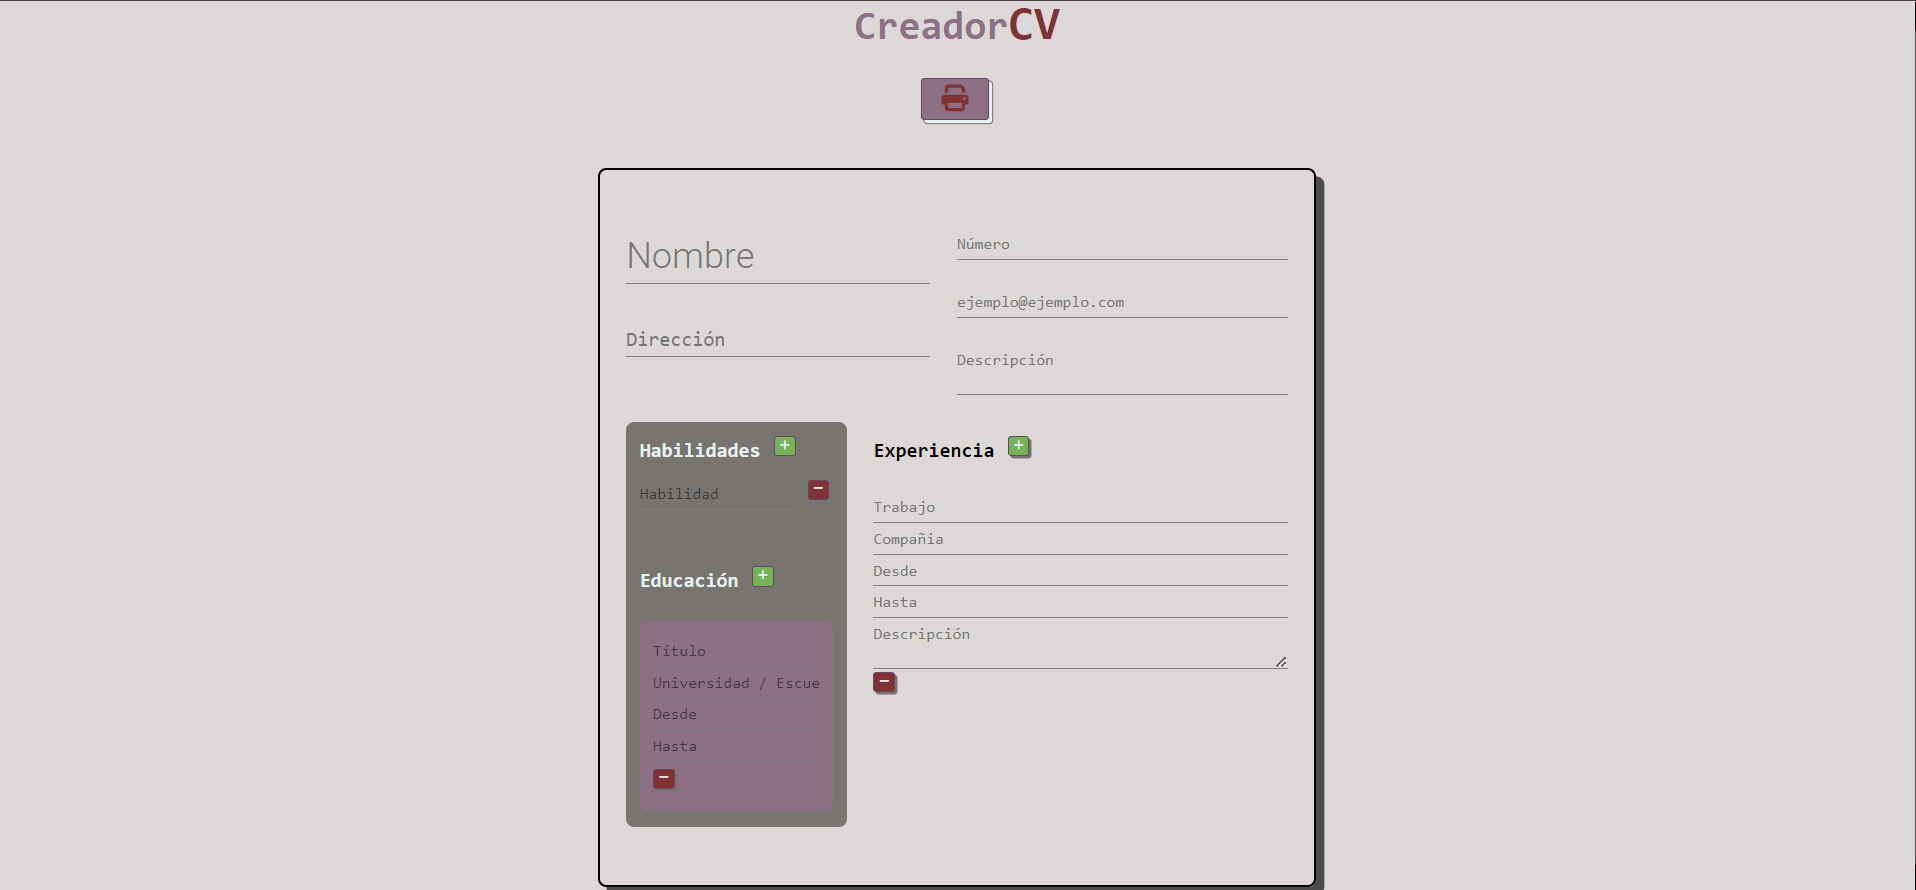 CreadorCV
Nombre
Dirección
Número
ejemplo@ejemplo.com
Descripción
Habilidades +
Habilidad −
Educación +
Título
Universidad / Escue
Desde
Hasta
−
Experiencia +
Trabajo
Compañia
Desde
Hasta
Descripción
−